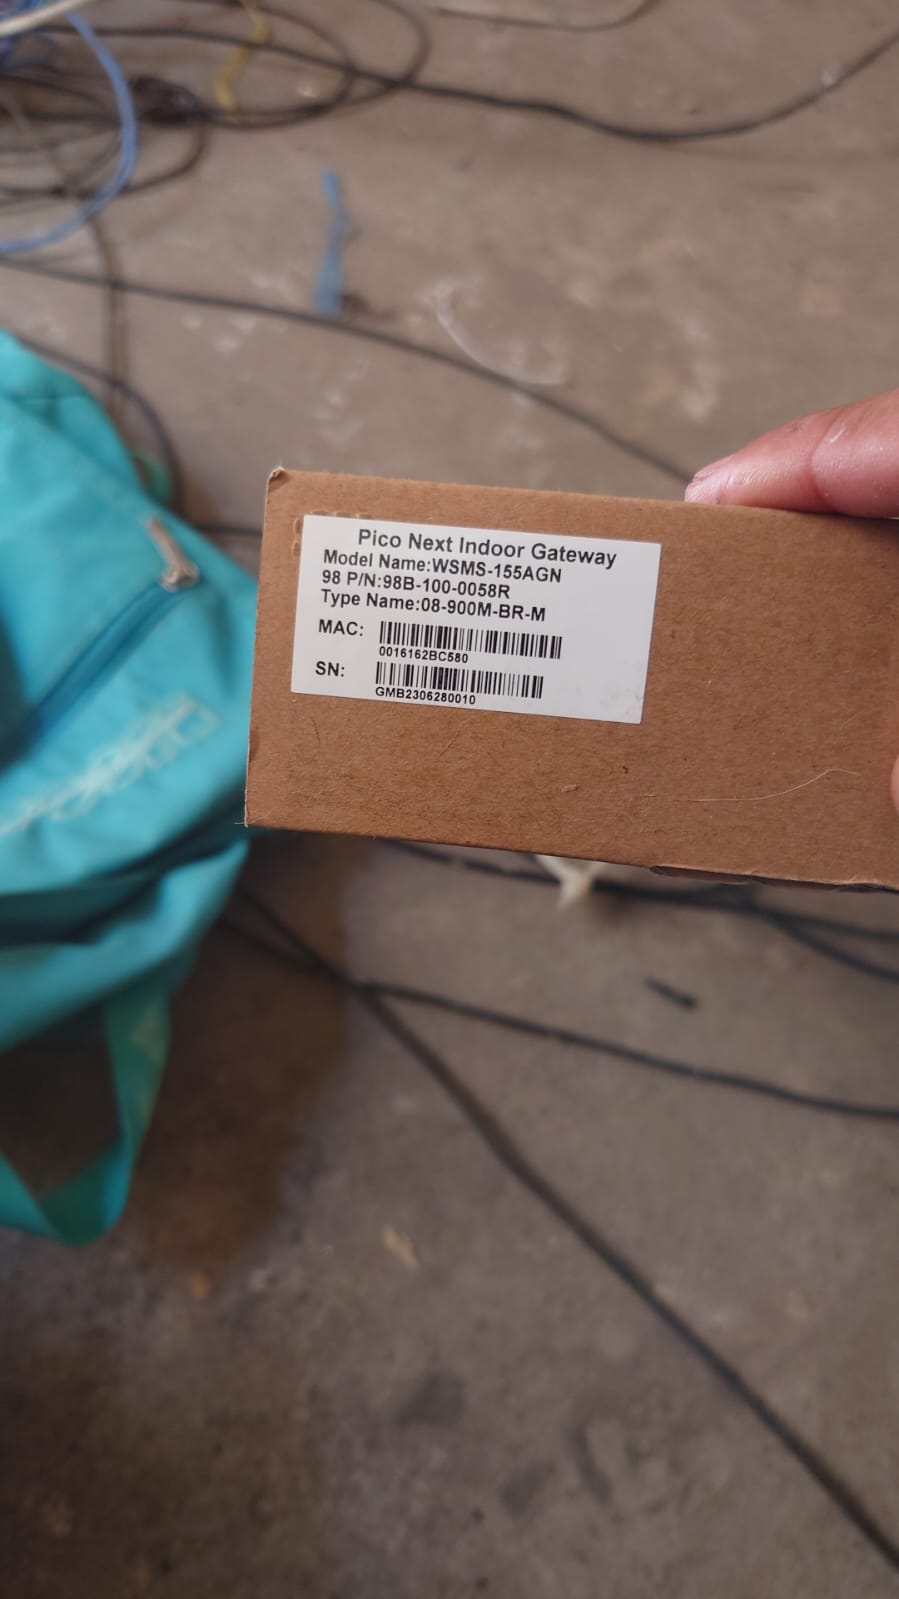 Pico Next Indoor Gateway
Model Name:WSMS-155AGN
98 P/N:98B-100-0058R
Type Name:08-900M-BR-M
MAC:
0016162BC580
SN:
GMB2306280010